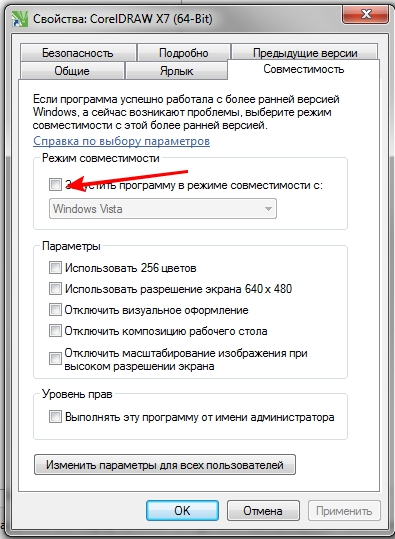 Свойства: CorelDRAW X7 (64-Bit)
Безопасность Подробно Предыдущие версии
Общие Ярлык Совместимость
Если программа успешно работала с более ранней версией
Windows, а сейчас возникают проблемы, выберите режим
совместимости с этой более ранней версией.
Справка по выбору параметров
Режим совместимости
Запустить программу в режиме совместимости с:
Windows Vista
Параметры
Использовать 256 цветов
Использовать разрешение экрана 640 x 480
Отключить визуальное оформление
Отключить композицию рабочего стола
Отключить масштабирование изображения при
высоком разрешении экрана
Уровень прав
Выполнять эту программу от имени администратора
Изменить параметры для всех пользователей
OK Отмена Применить